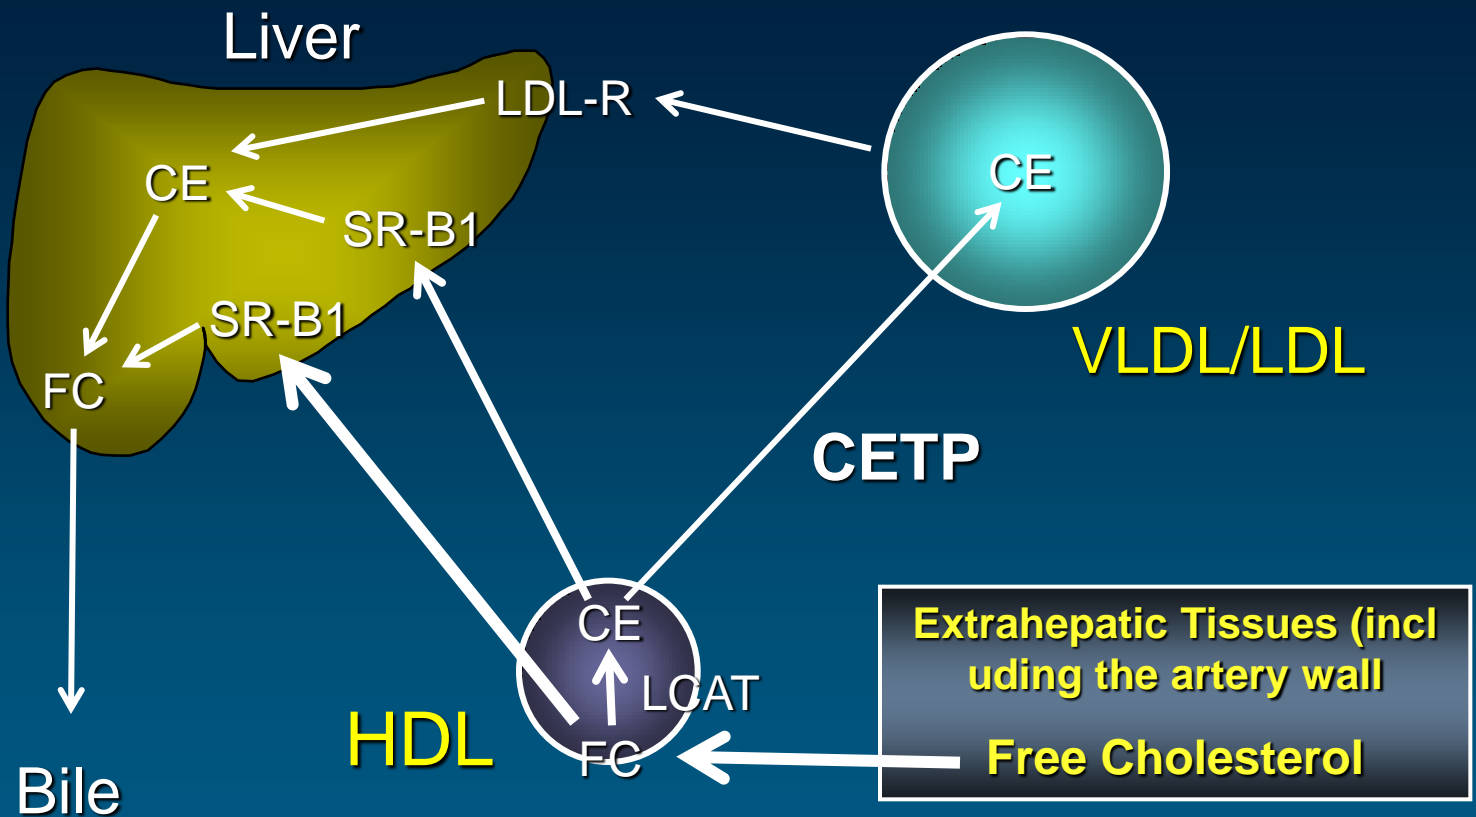 Liver
LDL-R
CE
CE
SR-B1
SR-B1
FC
VLDL/LDL
CETP
CE
LCAT
HDL
FC
Extrahepatic Tissues (incl
uding the artery wall
Free Cholesterol
Bile